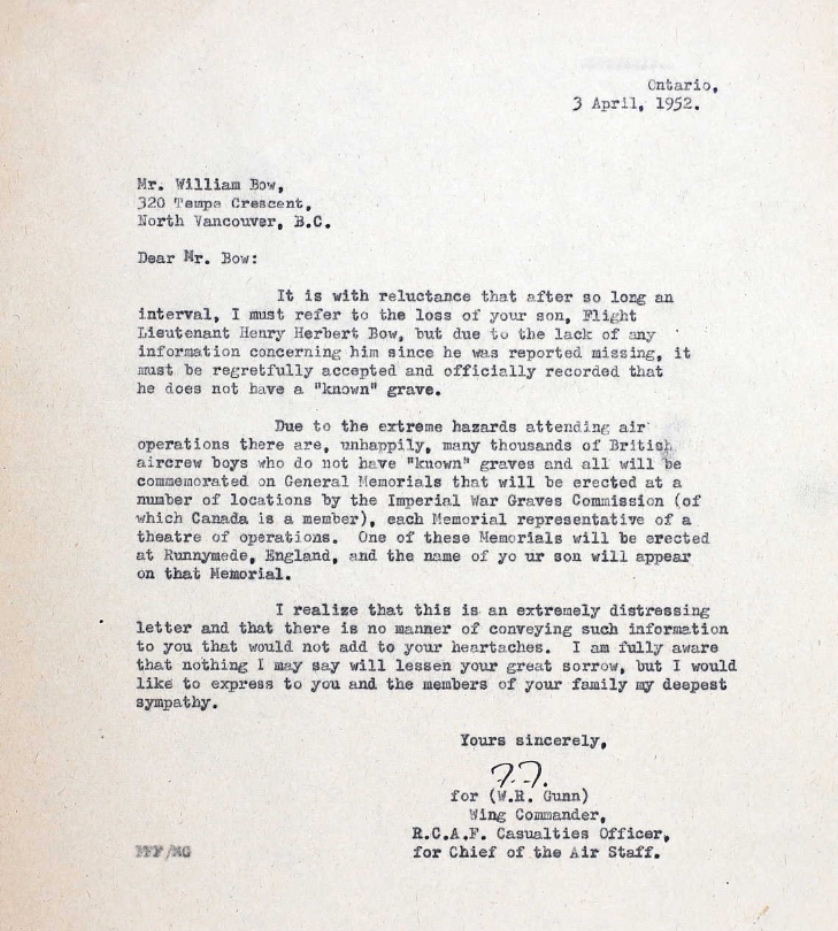 Ontario,
3 April, 1952.
Mr. William Bow,
320 Tempe Crescent,
North Vancouver, B.C.
Dear Mr. Bow:
It is with reluctance that after so long an
interval, I must refer to the loss of your son, Flight
Lieutenant Henry Herbert Bow, but due to the lack of any
information concerning him since he was reported missing, it
must be regretfully accepted and officially recorded that
he does not have a "known" grave.
Due to the extreme hazards attending air
operations there are, unhappily, many thousands of British
aircrew boys who do not have "known" graves and all will be
commemorated on General Memorials that will be erected at a
number of locations by the Imperial War Graves Commission (of
which Canada is a member), each Memorial representative of a
theatre of operations. One of these Memorials will be erected
at Runnymede, England, and the name of yo ur son will appear
on that Memorial.
I realize that this is an extremely distressing
letter and that there is no manner of conveying such information
to you that would not add to your heartaches. I am fully aware
that nothing I may say will lessen your great sorrow, but I would
like to express to you and the members of your family my deepest
sympathy.
Yours sincerely,
for (W.R. Gunn)
Wing Commander,
R.C.A.F. Casualties Officer,
for Chief of the Air Staff.